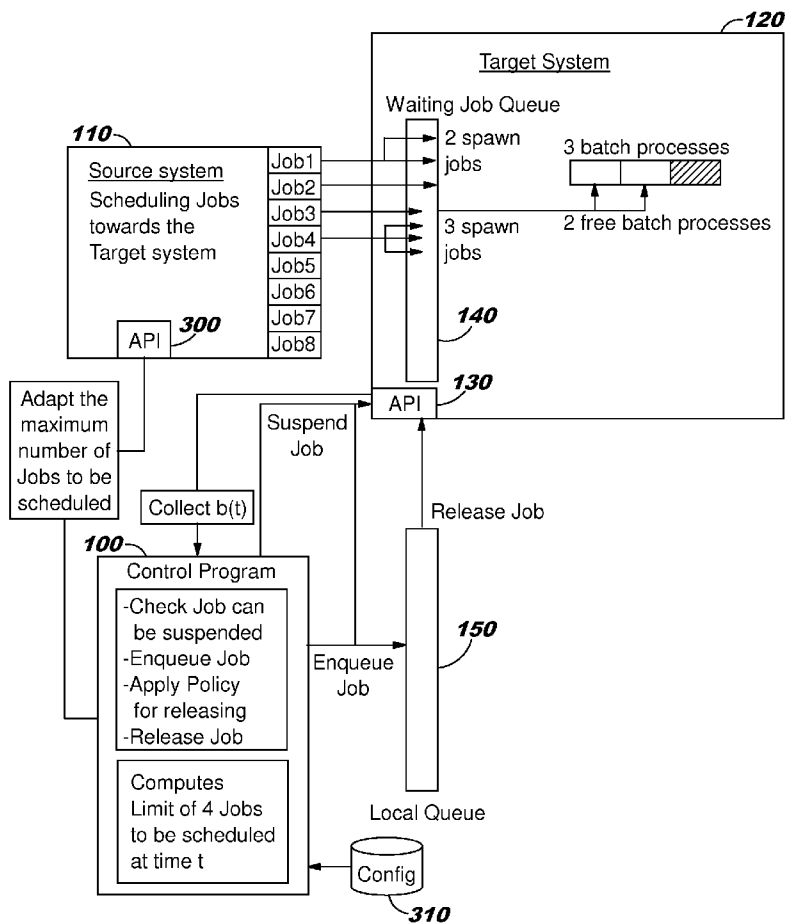 120
Target System
Waiting Job Queue
2 spawn
jobs
3 batch processes
2 free batch processes
3 spawn
jobs
140
110
Source system
Scheduling Jobs
towards the
Target system
Job1
Job2
Job3
Job4
Job5
Job6
Job7
Job8
API
300
130
API
Adapt the
maximum
number of
Jobs to be
scheduled
Suspend
Job
Collect b(t)
Release Job
100
Control Program
-Check Job can
be suspended
-Enqueue Job
-Apply Policy
for releasing
-Release Job
Enqueue
Job
150
Computes
Limit of 4 Jobs
to be scheduled
at time t
Local Queue
Config
310